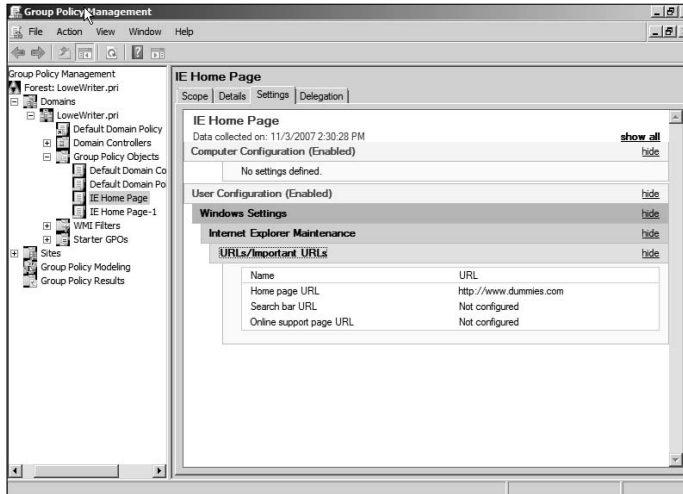 Group Policy Management
File Action View Window Help
Group Policy Management
Forest: LoweWriter.pri
Domains
LoweWriter.pri
Default Domain Policy
Domain Controllers
Group Policy Objects
Default Domain Co
Default Domain Po
IE Home Page
IE Home Page-1
WMI Filters
Starter GPOs
Sites
Group Policy Modeling
Group Policy Results
IE Home Page
Scope Details Settings Delegation
IE Home Page
Data collected on: 11/3/2007 2:30:28 PM show all
Computer Configuration (Enabled) hide
No settings defined.
User Configuration (Enabled) hide
Windows Settings hide
Internet Explorer Maintenance hide
URLs/Important URLs hide
Name URL
Home page URL http://www.dummies.com
Search bar URL Not configured
Online support page URL Not configured